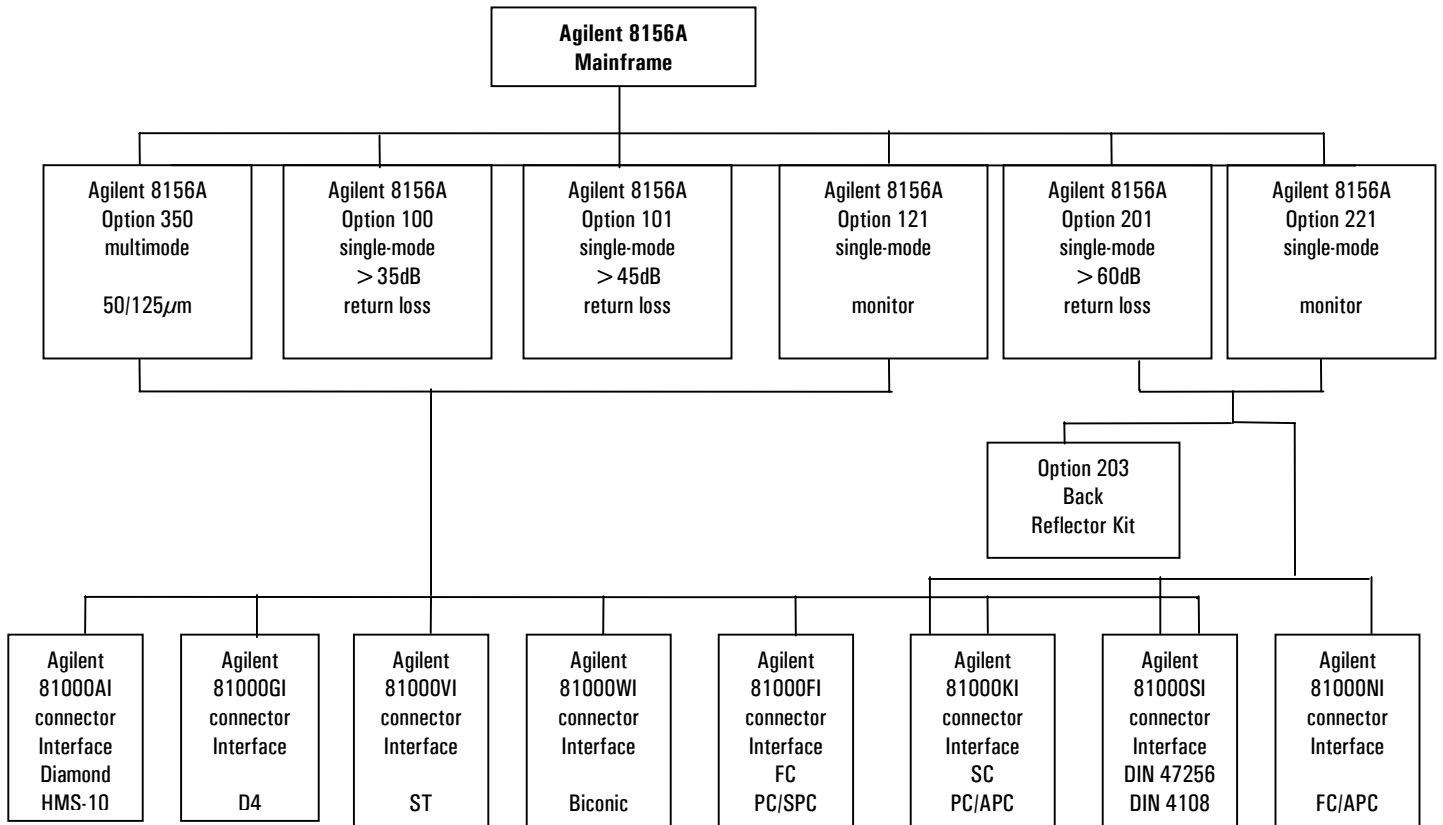 Agilent 8156A
Mainframe
Agilent 8156A
Option 350
multimode
50/125µm
Agilent 8156A
Option 100
single-mode
>35dB
return loss
Agilent 8156A
Option 101
single-mode
>45dB
return loss
Agilent 8156A
Option 121
single-mode
monitor
Agilent 8156A
Option 201
single-mode
>60dB
return loss
Agilent 8156A
Option 221
single-mode
monitor
Option 203
Back
Reflector Kit
Agilent
81000AI
connector
Interface
Diamond
HMS-10
Agilent
81000GI
connector
Interface
D4
Agilent
81000VI
connector
Interface
ST
Agilent
81000WI
connector
Interface
Biconic
Agilent
81000FI
connector
Interface
FC
PC/SPC
Agilent
81000KI
connector
Interface
SC
PC/APC
Agilent
81000SI
connector
Interface
DIN 47256
DIN 4108
Agilent
81000NI
connector
Interface
FC/APC